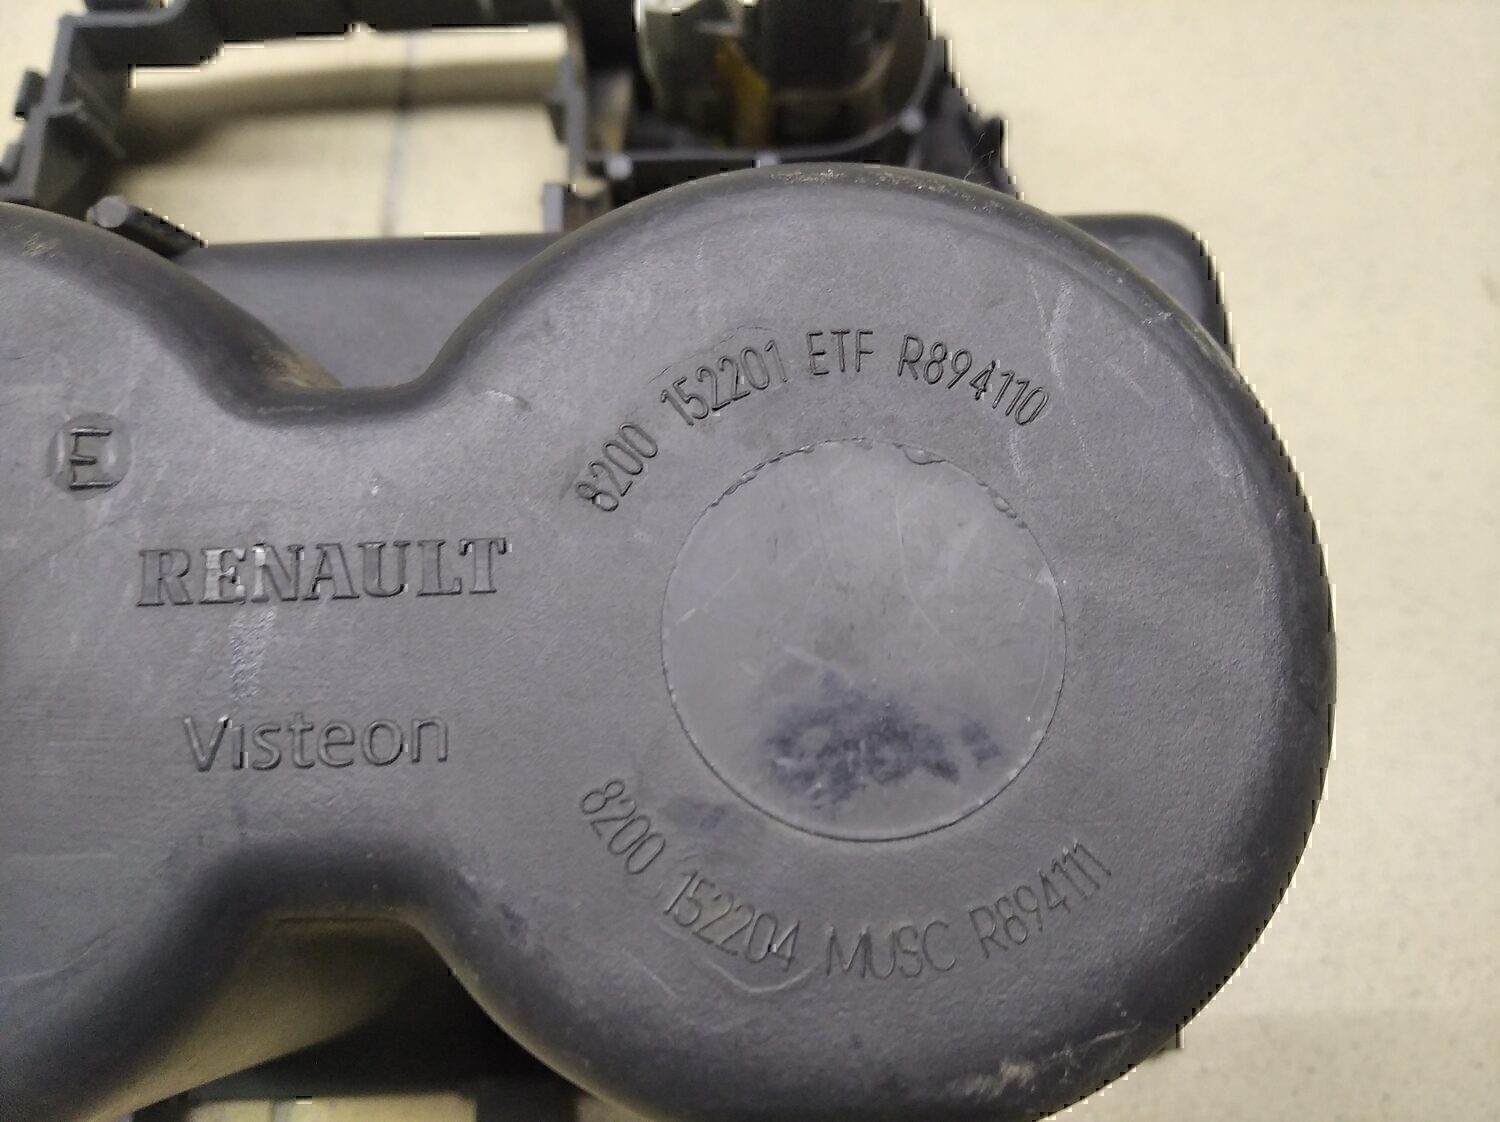 8200 152201 ETF R894110
E
RENAULT
Visteon
8200 152204 MUSC R894111